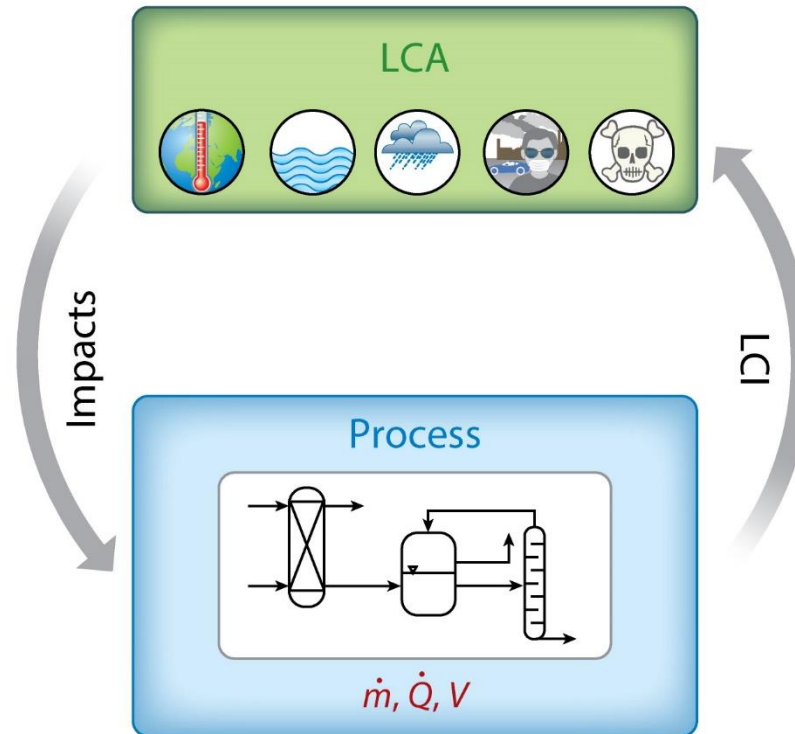 LCA
Impacts
LCI
Process
ṁ, Q̇, V